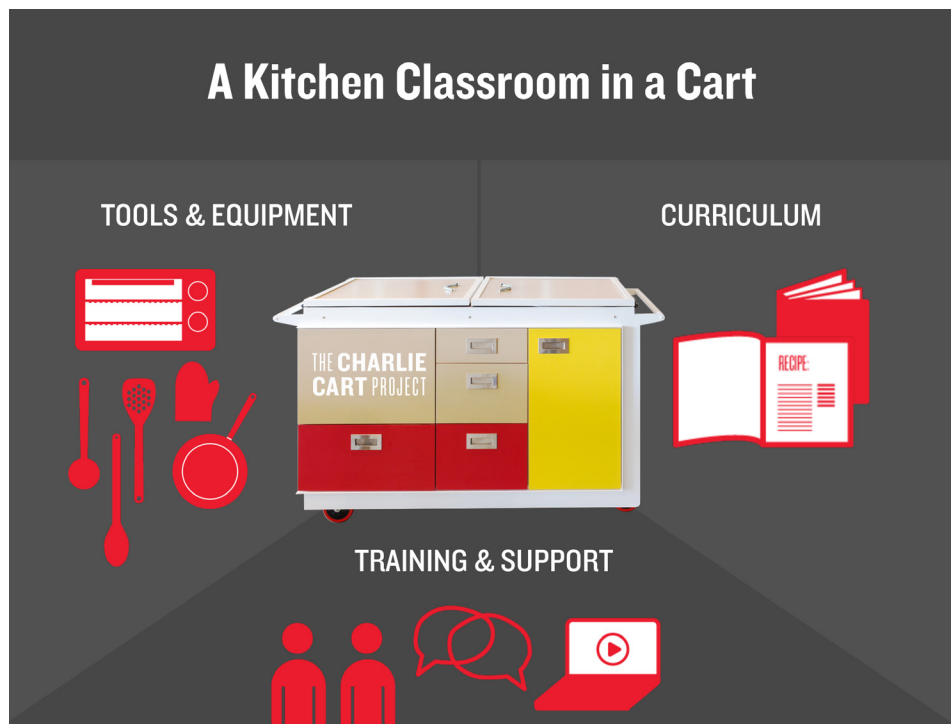 A Kitchen Classroom in a Cart
TOOLS & EQUIPMENT
CURRICULUM
THE CHARLIE
CART PROJECT
RECIPE:
TRAINING & SUPPORT